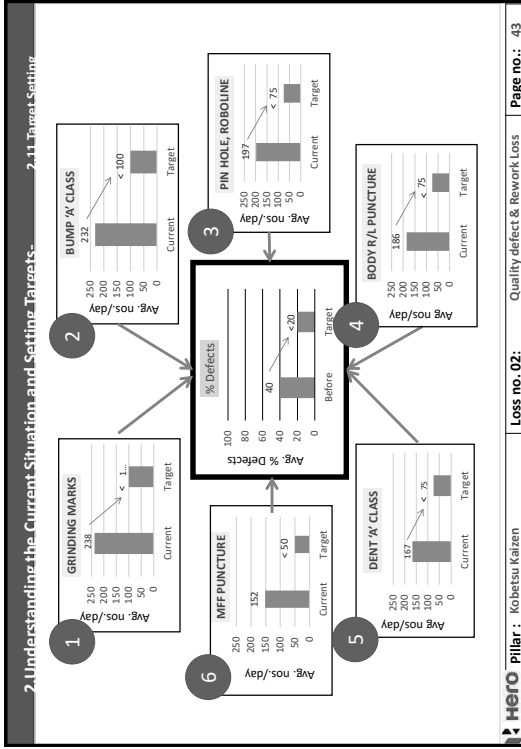 2.Understanding the Current Situation and Setting Targets-
2.11 Target Setting
1
GRINDING MARKS
Avg. nos./day
250
200
150
100
50
0
238
< 1...
Current
Target
2
BUMP 'A' CLASS
Avg. nos./day
250
200
150
100
50
0
232
< 100
Current
Target
6
MFF PUNCTURE
Avg. nos./day
250
200
150
100
50
0
152
< 50
Current
Target
% Defects
Avg. % Defects
100
80
60
40
20
0
40
<20
Before
Target
3
PIN HOLE, ROBOLINE
Avg. nos./day
250
200
150
100
50
0
197
< 75
Current
Target
5
DENT 'A' CLASS
Avg nos/day
250
200
150
100
50
0
167
< 75
Current
Target
4
BODY R/L PUNCTURE
Avg nos/day
250
200
150
100
50
0
186
< 75
Current
Target
Hero
Pillar : Kobetsu Kaizen
Loss no. 02: Quality defect & Rework Loss
Page no.: 43